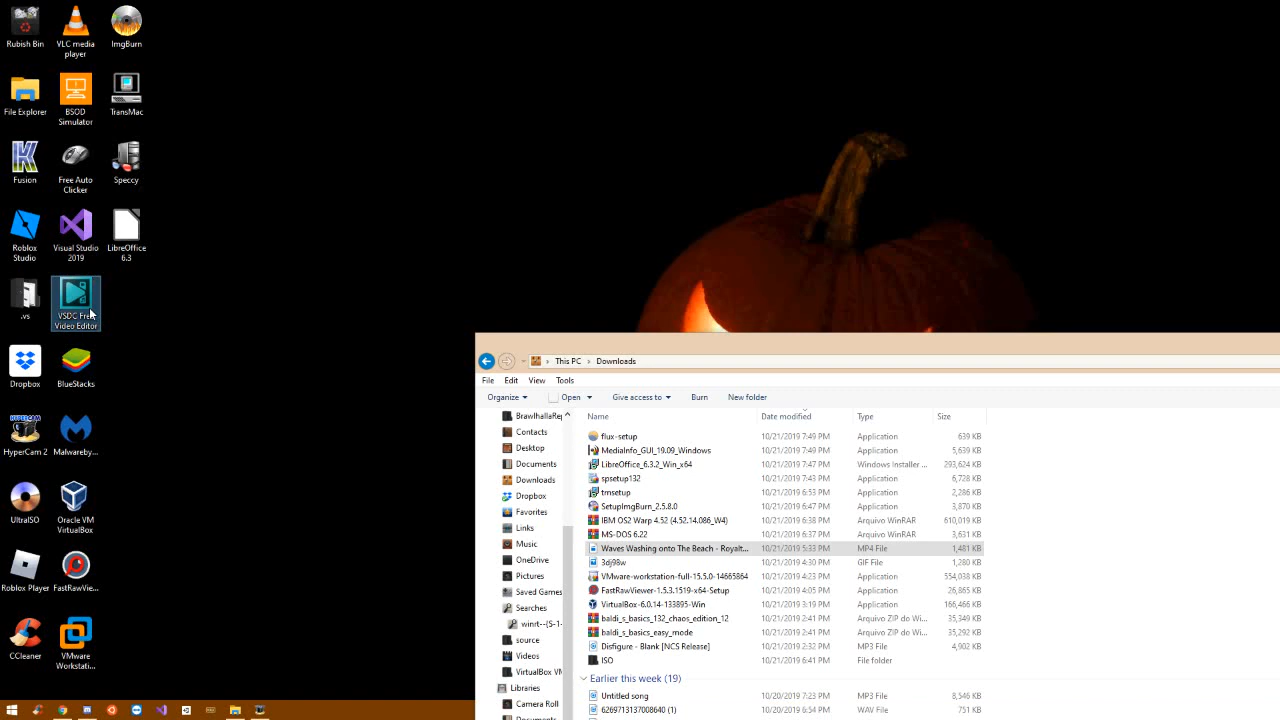 Rubish Bin
VLC media
player
ImgBurn
File Explorer
BSOD
Simulator
TransMac
Fusion
Free Auto
Clicker
Speccy
Roblox
Studio
Visual Studio
2019
LibreOffice
6.3
.vs
VSDC Free
Video Editor
Dropbox
BlueStacks
HYPERCAM
HyperCam 2
Malwareby...
UltraISO
Oracle VM
VirtualBox
Roblox Player
FastRawVie...
CCleaner
VMware
Workstati...
This PC › Downloads
File Edit View Tools
Organize Open Give access to Burn New folder
Name Date modified Type Size
BrawlhallaRep
Contacts
Desktop
Documents
Downloads
Dropbox
Favorites
Links
Music
OneDrive
Pictures
Saved Games
Searches
winrt--{S-1-
source
Videos
VirtualBox VM
Libraries
Camera Roll
Documents
flux-setup 10/21/2019 7:49 PM Application 639 KB
MediaInfo_GUI_19.09_Windows 10/21/2019 7:49 PM Application 5,639 KB
LibreOffice_6.3.2_Win_x64 10/21/2019 7:47 PM Windows Installer ... 293,624 KB
spsetup132 10/21/2019 7:43 PM Application 6,728 KB
tmsetup 10/21/2019 6:53 PM Application 2,286 KB
SetupImgBurn_2.5.8.0 10/21/2019 6:47 PM Application 3,870 KB
IBM OS2 Warp 4.52 (4.52.14.086_W4) 10/21/2019 6:38 PM Arquivo WinRAR 610,019 KB
MS-DOS 6.22 10/21/2019 6:38 PM Arquivo WinRAR 3,631 KB
Waves Washing onto The Beach - Royalt... 10/21/2019 5:33 PM MP4 File 1,481 KB
3dj98w 10/21/2019 4:30 PM GIF File 1,280 KB
VMware-workstation-full-15.5.0-14665864 10/21/2019 4:23 PM Application 554,038 KB
FastRawViewer-1.5.3.1519-x64-Setup 10/21/2019 4:05 PM Application 26,865 KB
VirtualBox-6.0.14-133895-Win 10/21/2019 3:19 PM Application 166,466 KB
baldi_s_basics_132_chaos_edition_12 10/21/2019 2:41 PM Arquivo ZIP do Wi... 35,349 KB
baldi_s_basics_easy_mode 10/21/2019 2:41 PM Arquivo ZIP do Wi... 35,292 KB
Disfigure - Blank [NCS Release] 10/21/2019 2:32 PM MP3 File 4,902 KB
ISO 10/21/2019 6:41 PM File folder
Earlier this week (19)
Untitled song 10/20/2019 7:23 PM MP3 File 8,546 KB
6269713137008640 (1) 10/20/2019 6:54 PM WAV File 751 KB